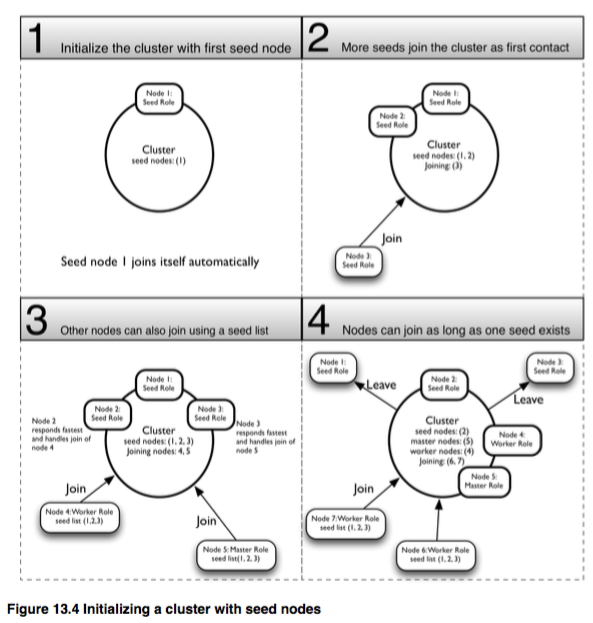 1 Initialize the cluster with first seed node
Node 1:
Seed Role
Cluster
seed nodes: (1)
Seed node 1 joins itself automatically
2 More seeds join the cluster as first contact
Node 1:
Seed Role
Node 2:
Seed Role
Cluster
seed nodes: (1, 2)
Joining: (3)
Join
Node 3:
Seed Role
3 Other nodes can also join using a seed list
Node 1:
Seed Role
Node 2:
Seed Role
Node 3:
Seed Role
Node 2
responds fastest
and handles join of
node 4
Cluster
seed nodes: (1, 2, 3)
Joining nodes: 4, 5
Node 3
responds fastest
and handles join of
node 5
Join
Node 4:Worker Role
seed list (1,2,3)
Join
Node 5: Master Role
seed list(1, 2, 3)
4 Nodes can join as long as one seed exists
Node 1:
Seed Role
Leave
Node 2:
Seed Role
Node 3:
Seed Role
Leave
Cluster
seed nodes: (2)
master nodes: (5)
worker nodes: (4)
Joining: (6, 7)
Node 4:
Worker Role
Node 5:
Master Role
Join
Node 7:Worker Role
seed list (1, 2, 3)
Node 6:Worker Role
seed list (1, 2, 3)
Figure 13.4 Initializing a cluster with seed nodes